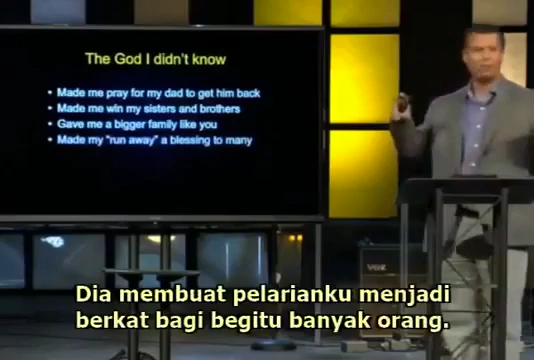 The God I didn't know
• Made me pray for my dad to get him back
• Made me win my sisters and brothers
• Gave me a bigger family like you
• Made my "run away" a blessing to many
VOX
Dia membuat pelarianku menjadi
berkat bagi begitu banyak orang.